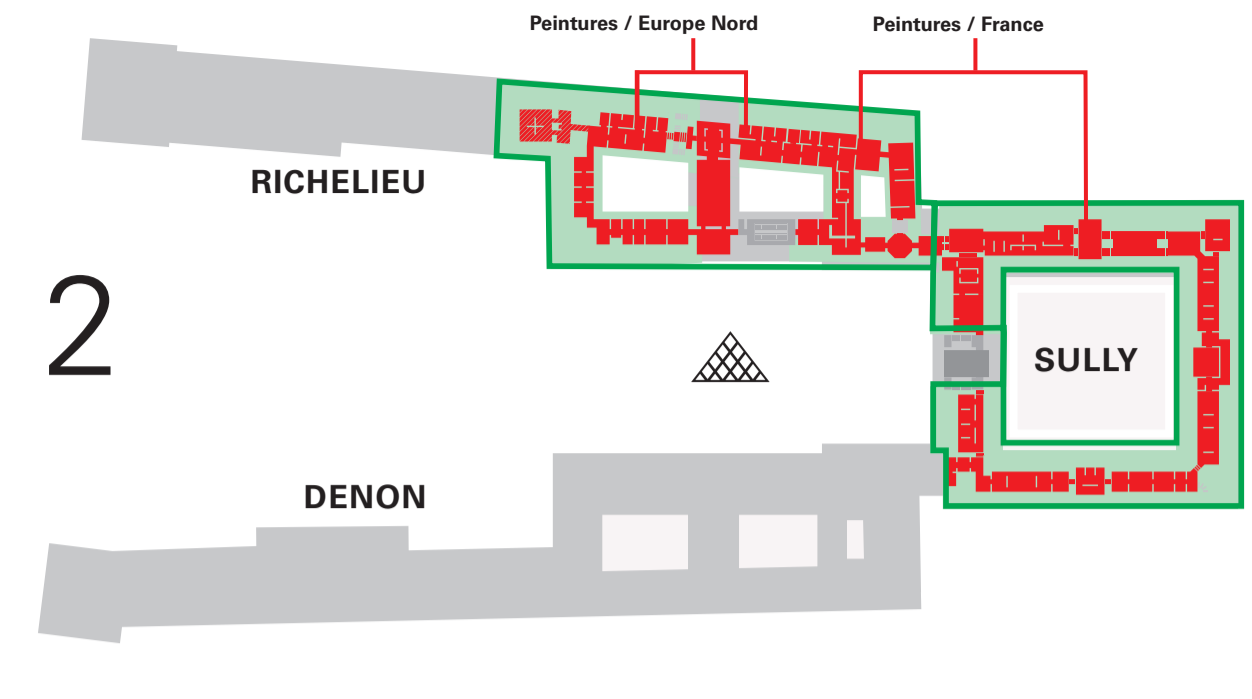 Peintures / Europe Nord
Peintures / France
RICHELIEU
2
SULLY
DENON